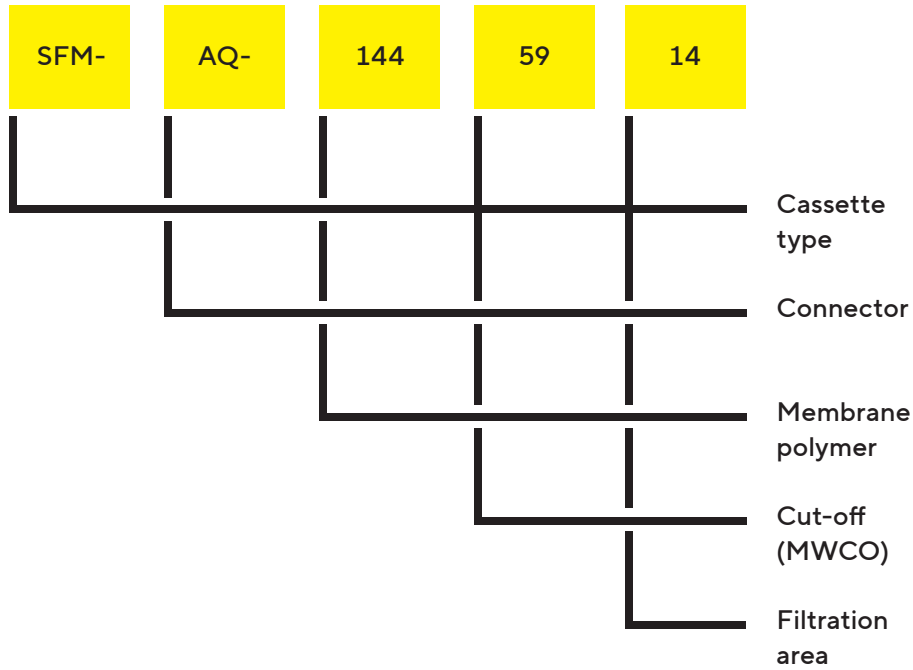 SFM- AQ- 144 59 14
Cassette
type
Connector
Membrane
polymer
Cut-off
(MWCO)
Filtration
area